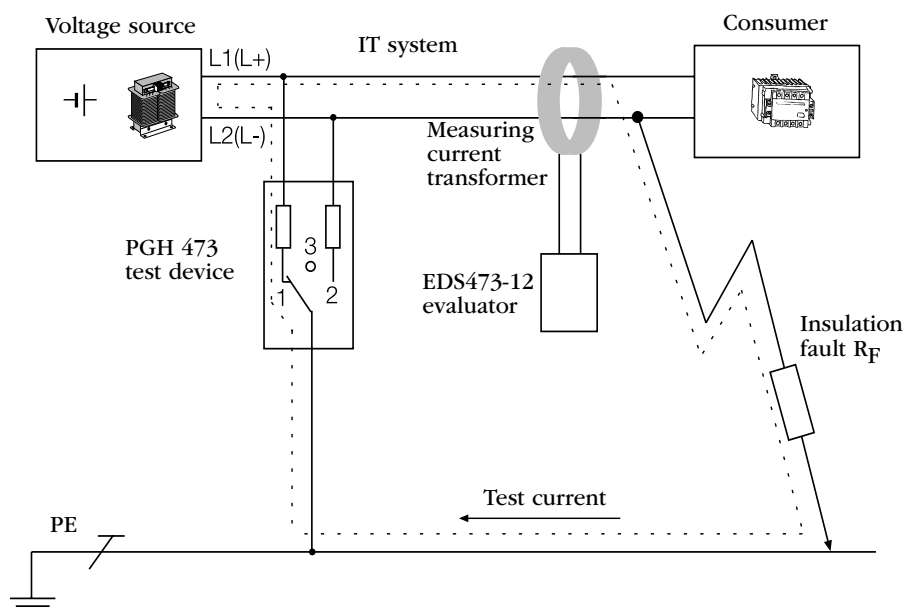 Voltage source
IT system
Consumer
L1(L+)
L2(L-)
Measuring
current
transformer
PGH 473
test device
3
1
2
EDS473-12
evaluator
Insulation
fault RF
Test current
PE